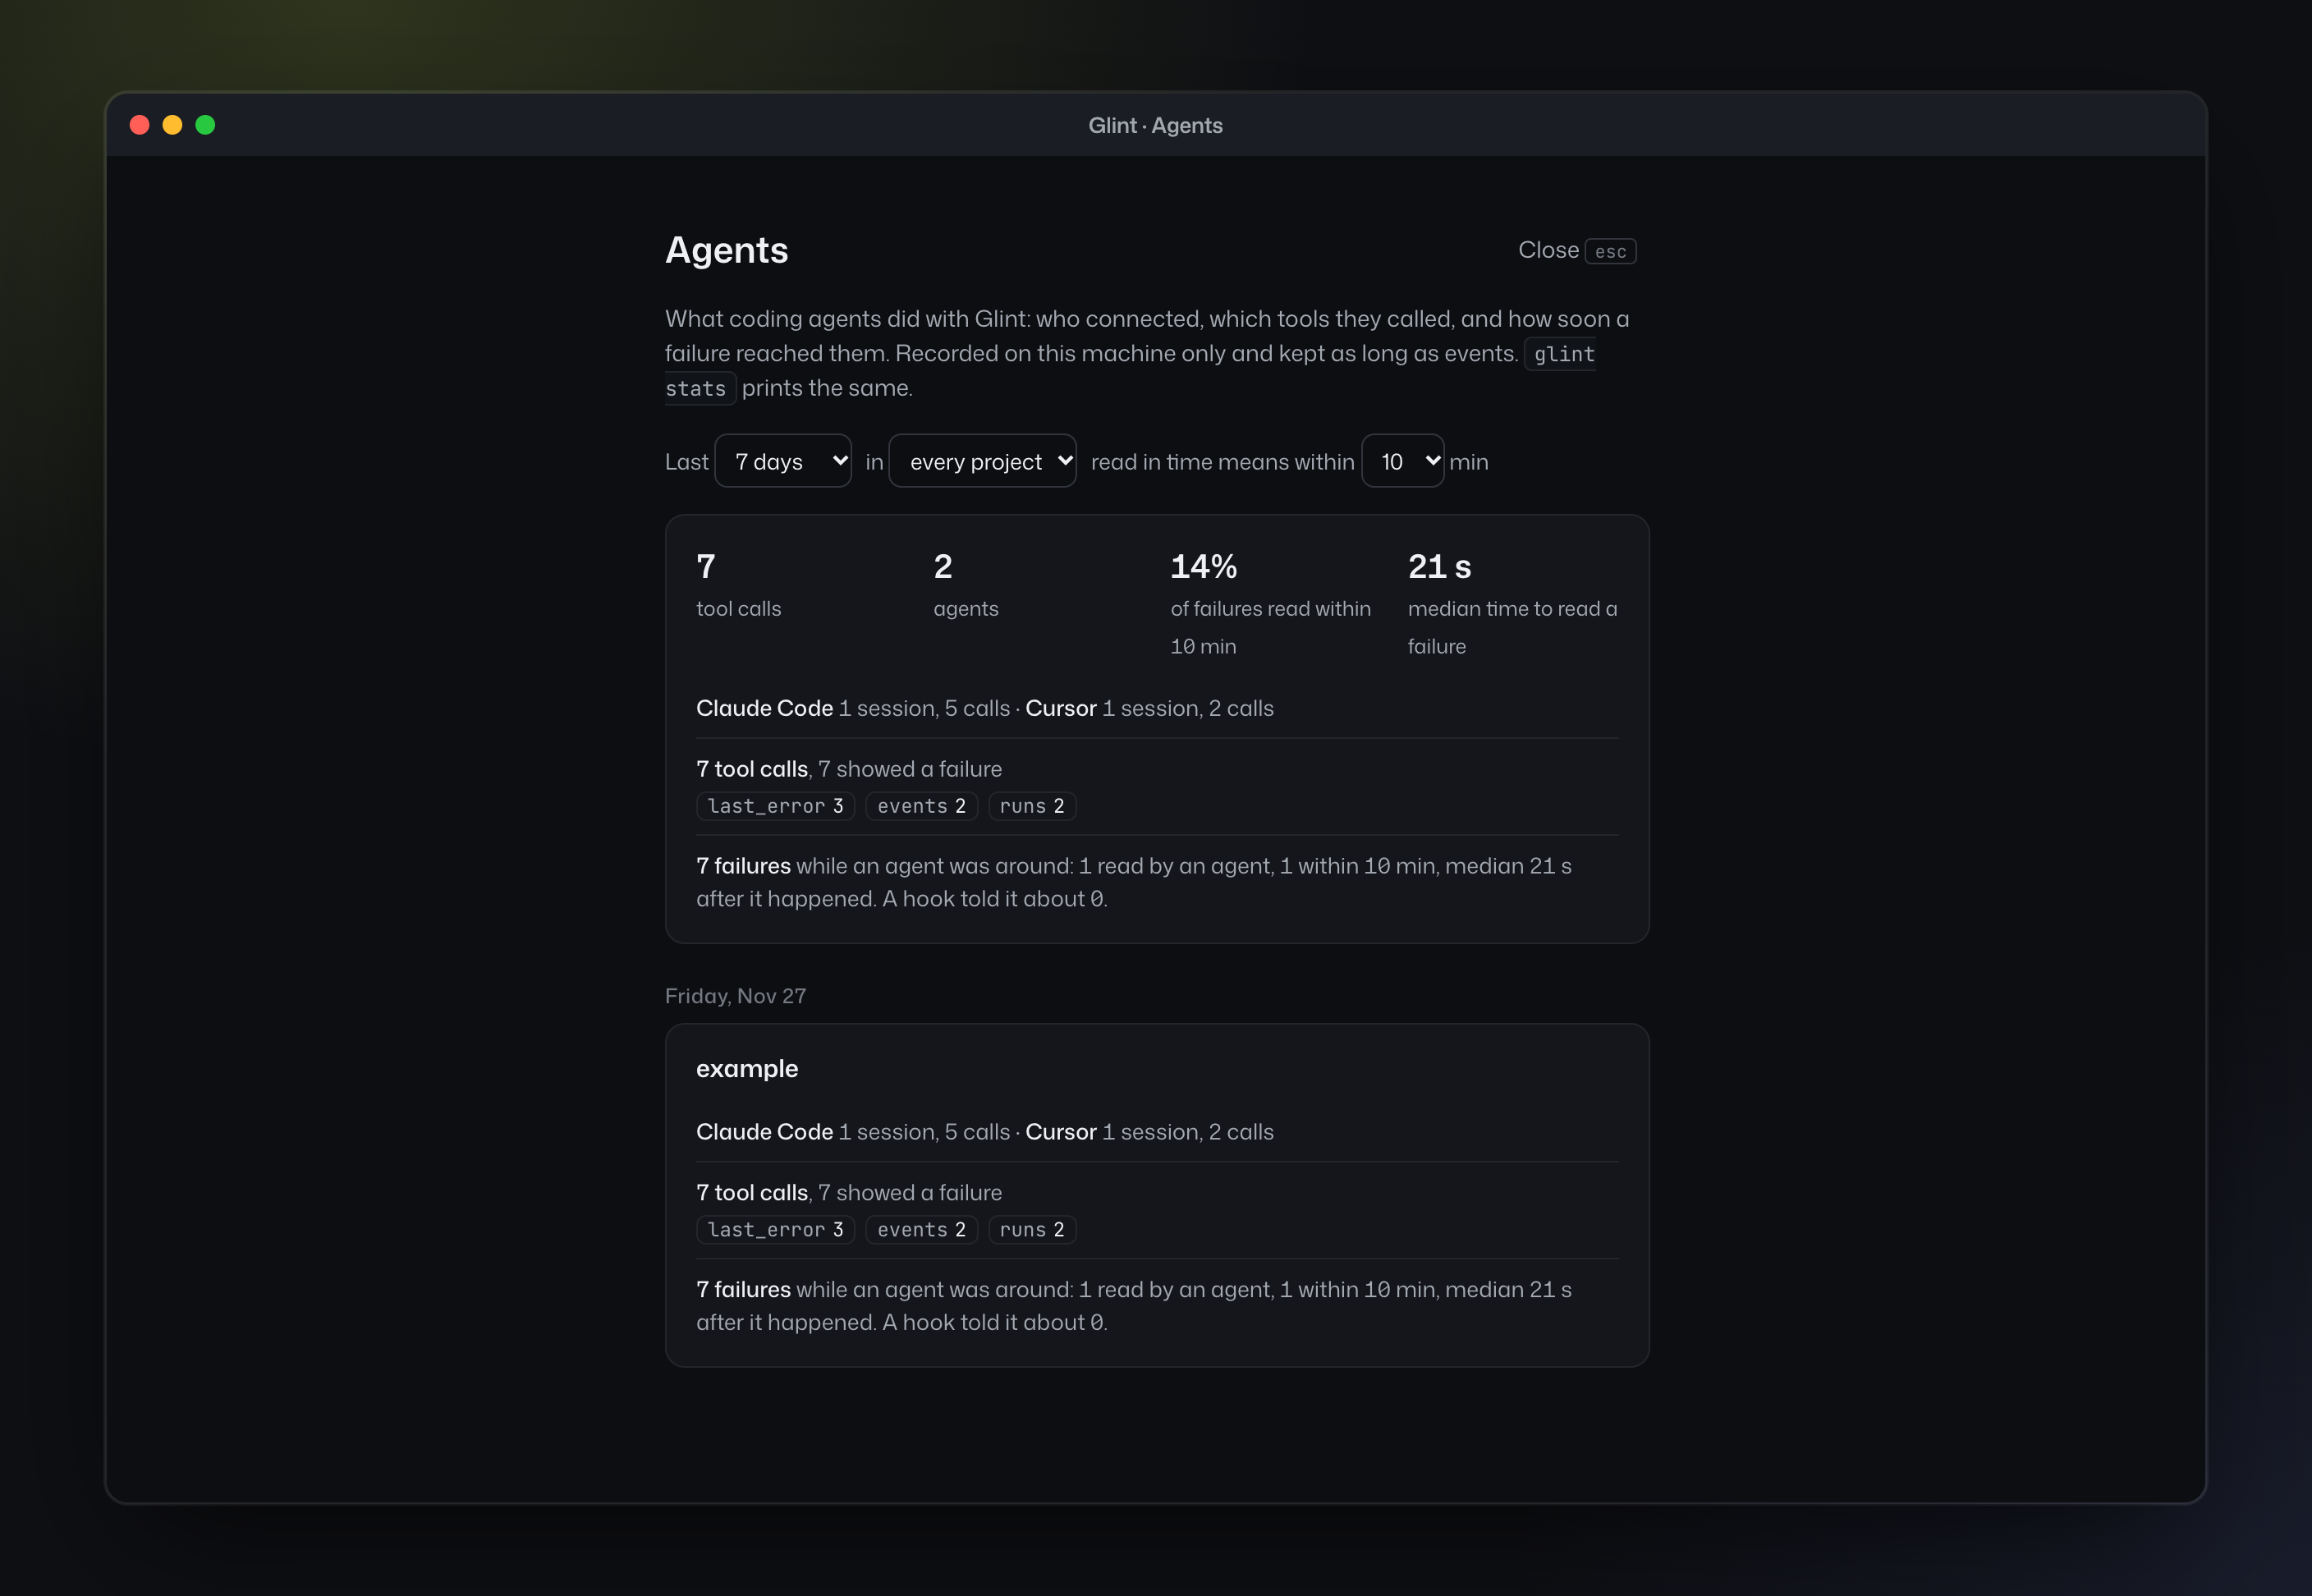 Glint · Agents
Agents
Close esc
What coding agents did with Glint: who connected, which tools they called, and how soon a
failure reached them. Recorded on this machine only and kept as long as events. glint
stats prints the same.
Last 7 days in every project read in time means within 10 min
7 2 14% 21 s
tool calls agents of failures read within median time to read a
10 min failure
Claude Code 1 session, 5 calls · Cursor 1 session, 2 calls
7 tool calls, 7 showed a failure
last_error 3 events 2 runs 2
7 failures while an agent was around: 1 read by an agent, 1 within 10 min, median 21 s
after it happened. A hook told it about 0.
Friday, Nov 27
example
Claude Code 1 session, 5 calls · Cursor 1 session, 2 calls
7 tool calls, 7 showed a failure
last_error 3 events 2 runs 2
7 failures while an agent was around: 1 read by an agent, 1 within 10 min, median 21 s
after it happened. A hook told it about 0.